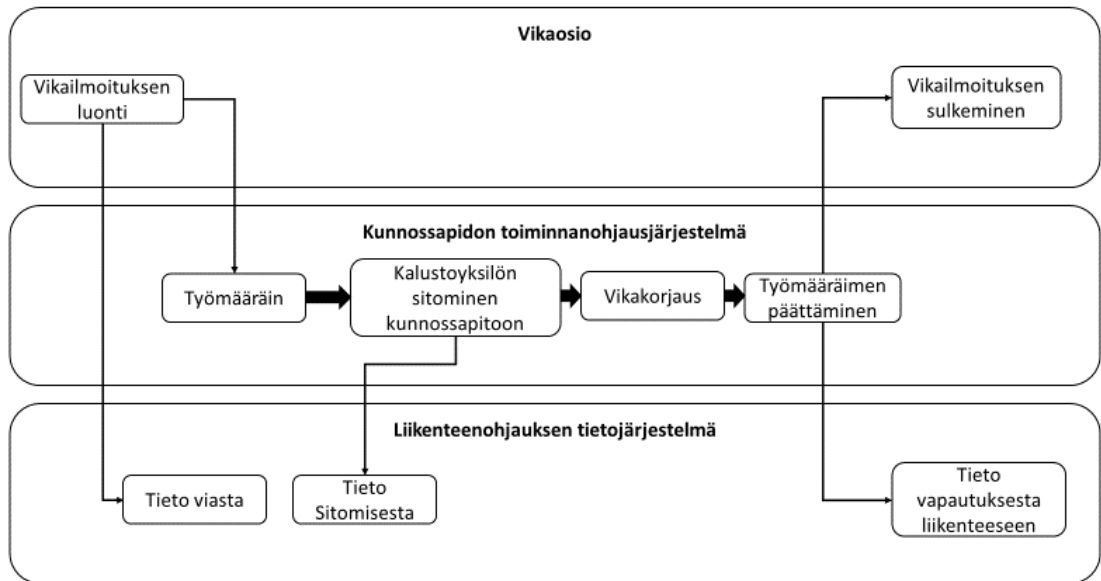 Vikaosio
Vikailmoituksen
luonti
Vikailmoituksen
sulkeminen
Kunnossapidon toiminnanohjausjärjestelmä
Työmääräin
Kalustoyksilön
sitominen
kunnossapitoon
Vikakorjaus
Työmääräimen
päättäminen
Liikenteenohjauksen tietojärjestelmä
Tieto viasta
Tieto
Sitomisesta
Tieto
vapautuksesta
liikenteeseen